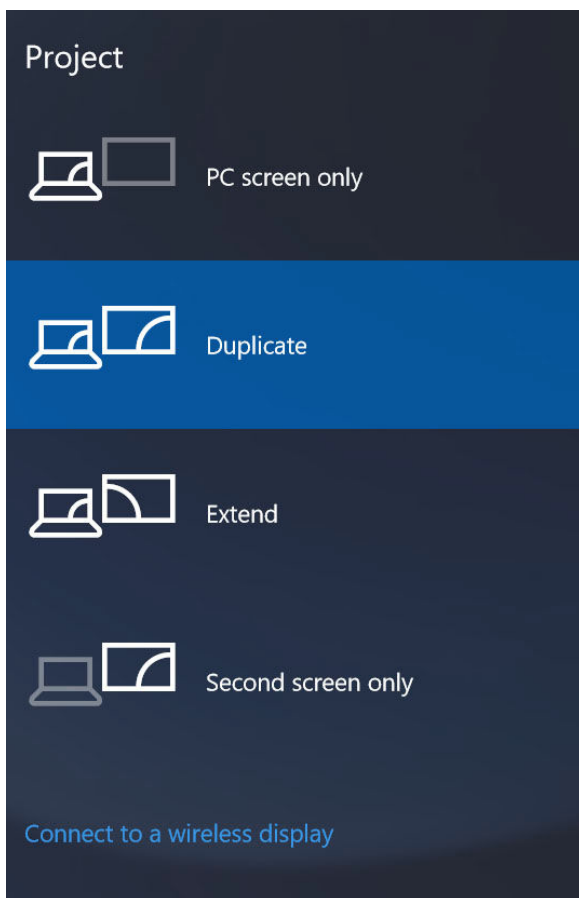 Project
PC screen only
Duplicate
Extend
Second screen only
Connect to a wireless display